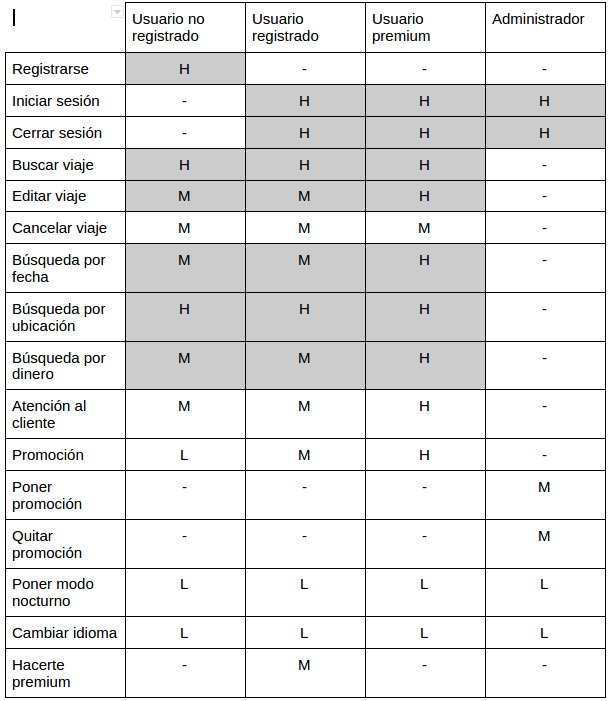 Usuario no registrado | Usuario registrado | Usuario premium | Administrador
Registrarse | H | - | - | -
Iniciar sesión | - | H | H | H
Cerrar sesión | - | H | H | H
Buscar viaje | H | H | H | -
Editar viaje | M | M | H | -
Cancelar viaje | M | M | M | -
Búsqueda por fecha | M | M | H | -
Búsqueda por ubicación | H | H | H | -
Búsqueda por dinero | M | M | H | -
Atención al cliente | M | M | H | -
Promoción | L | M | H | -
Poner promoción | - | - | - | M
Quitar promoción | - | - | - | M
Poner modo nocturno | L | L | L | L
Cambiar idioma | L | L | L | L
Hacerte premium | - | M | - | -